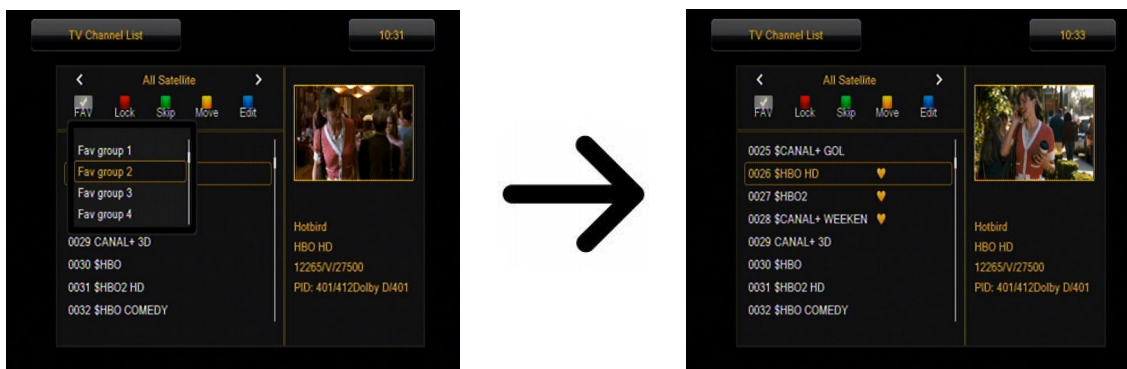 TV Channel List
10:31
All Satellite
FAV Lock Skip Move Edit
Fav group 1
Fav group 2
Fav group 3
Fav group 4
0029 CANAL+ 3D
0030 $HBO
0031 $HBO2 HD
0032 $HBO COMEDY
Hotbird
HBO HD
12265/V/27500
PID: 401/412Dolby D/401
TV Channel List
10:33
All Satellite
FAV Lock Skip Move Edit
0025 $CANAL+ GOL
0026 $HBO HD
0027 $HBO2
0028 $CANAL+ WEEKEN
0029 CANAL+ 3D
0030 $HBO
0031 $HBO2 HD
0032 $HBO COMEDY
Hotbird
HBO HD
12265/V/27500
PID: 401/412Dolby D/401